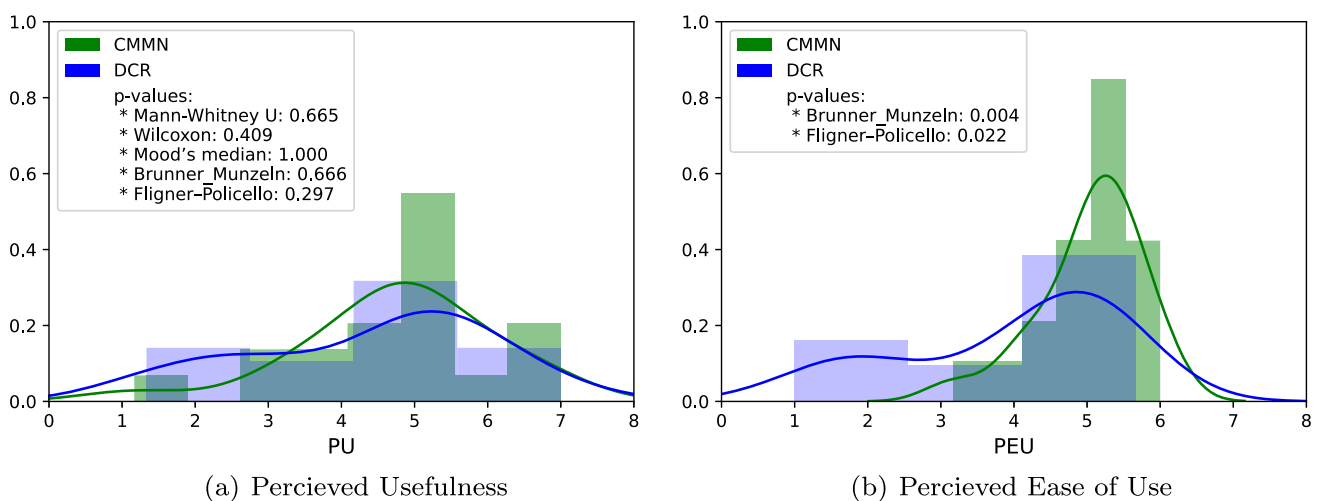 1.0
0.8
0.6
0.4
0.2
0.0
CMMN
DCR
p-values:
* Mann-Whitney U: 0.665
* Wilcoxon: 0.409
* Mood's median: 1.000
* Brunner_Munzeln: 0.666
* Fligner–Policello: 0.297
0 1 2 3 4 5 6 7 8
PU
(a) Percieved Usefulness
1.0
0.8
0.6
0.4
0.2
0.0
CMMN
DCR
p-values:
* Brunner_Munzeln: 0.004
* Fligner–Policello: 0.022
0 1 2 3 4 5 6 7 8
PEU
(b) Percieved Ease of Use